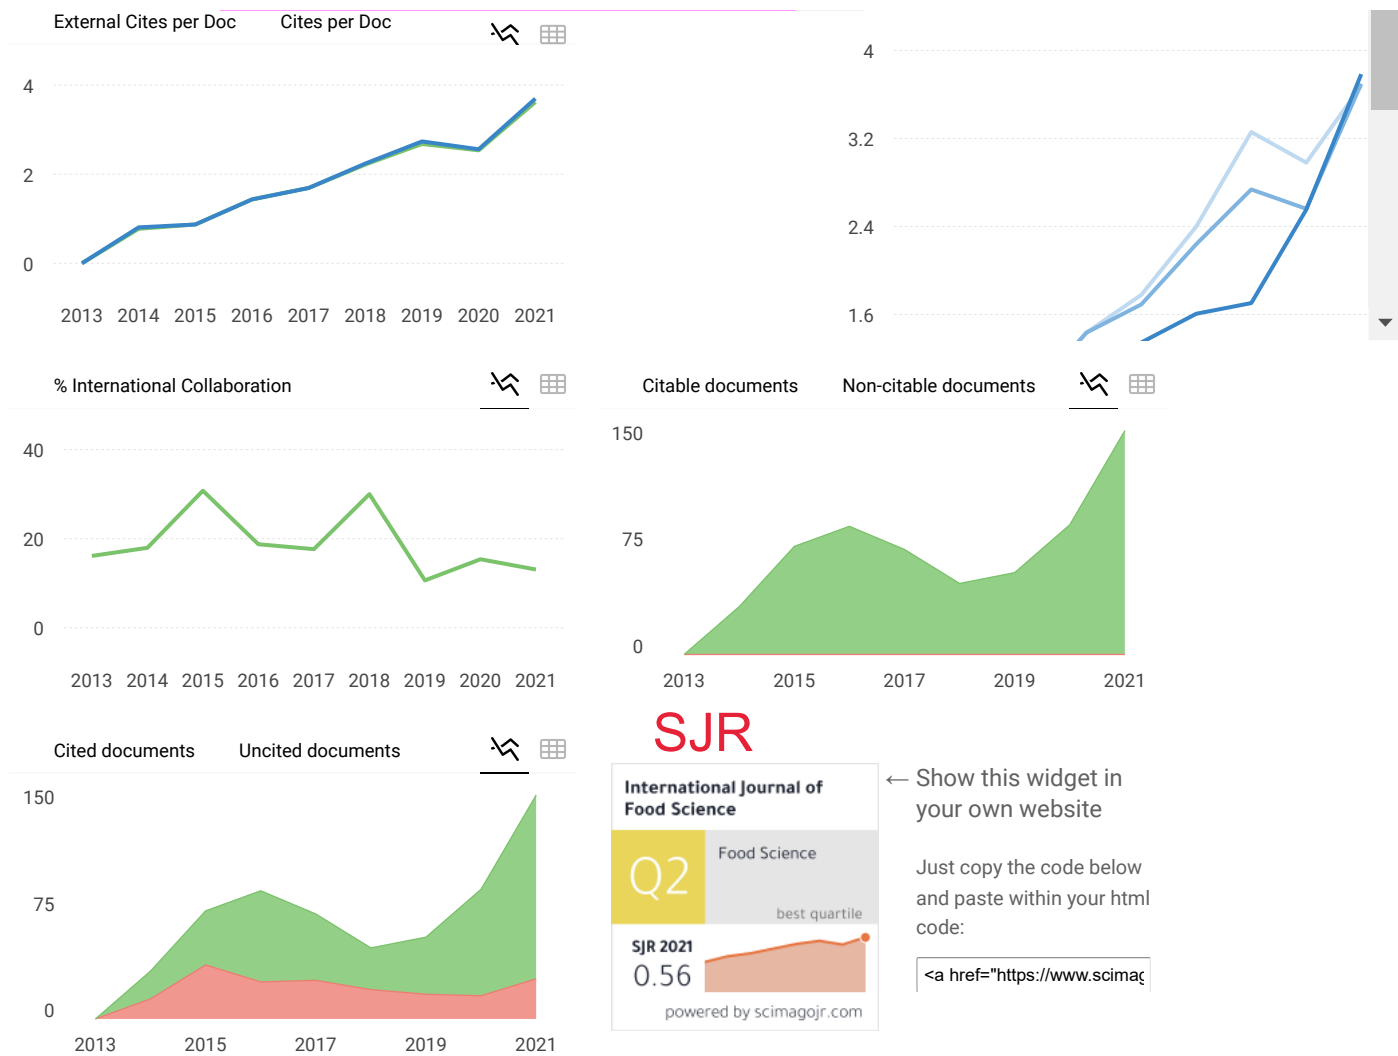 External Cites per Doc Cites per Doc
4
2
0
2013 2014 2015 2016 2017 2018 2019 2020 2021
4
3.2
2.4
1.6
% International Collaboration
40
20
0
2013 2014 2015 2016 2017 2018 2019 2020 2021
Citable documents Non-citable documents
150
75
0
2013 2015 2017 2019 2021
Cited documents Uncited documents
150
75
0
2013 2015 2017 2019 2021
SJR
International Journal of
Food Science
Q2
Food Science
best quartile
SJR 2021
0.56
powered by scimagojr.com
← Show this widget in
your own website
Just copy the code below
and paste within your html
code:
<a href="https://www.scimag